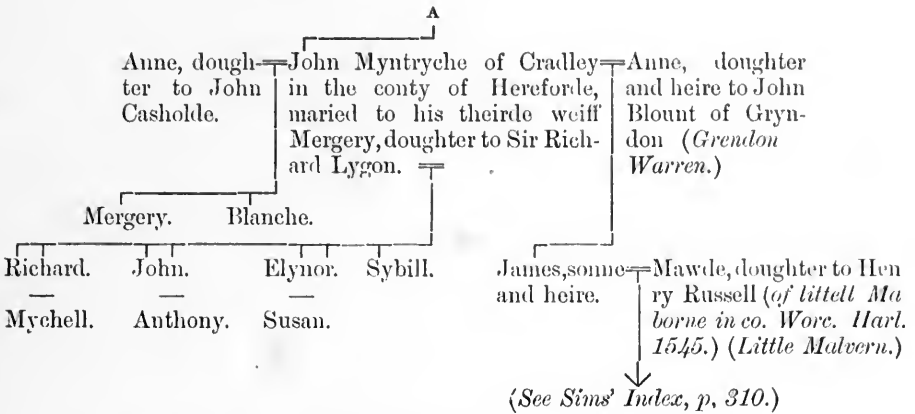 A
Anne, dough-
ter to John
Casholde.
John Myntryche of Cradley
in the conty of Hereforde,
maried to his theirde weiff
Mergery, doughter to Sir Rich-
ard Lygon.
Anne, doughter
and heire to John
Blount of Gryn-
don (Grendon
Warren.)
Mergery. Blanche.
Richard. John. Elynor. Sybill.
Mychell. Anthony. Susan.
James, sonne
and heire.
Mawde, doughter to Hen
ry Russell (of littell Ma
borne in co. Worc. Harl.
1545.) (Little Malvern.)
(See Sims' Index, p. 310.)